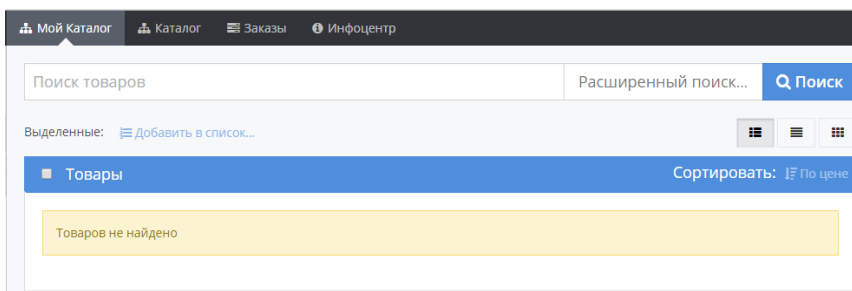 Мой Каталог Каталог Заказы Инфоцентр
Поиск товаров Расширенный поиск... Поиск
Выделенные: Добавить в список...
Товары Сортировать: По цене
Товаров не найдено